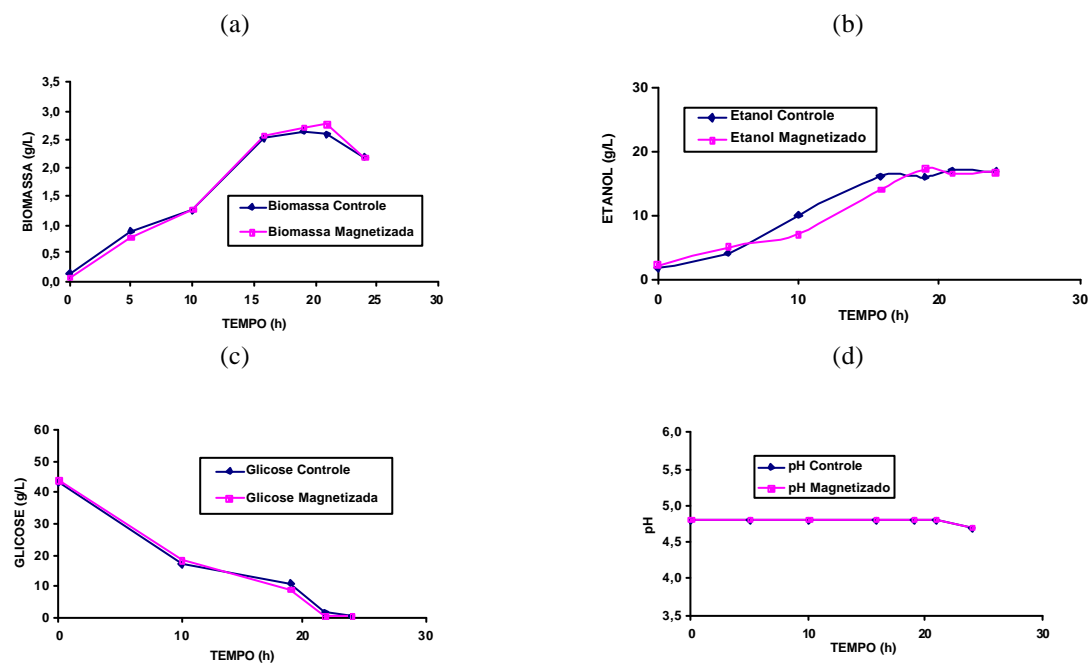 (a)
3,5
3,0
2,5
2,0
1,5
1,0
0,5
0,0
BIOMASSA (g/L)
Biomassa Controle
Biomassa Magnetizada
0 5 10 15 20 25 30
TEMPO (h)
(b)
30
20
10
0
ETANOL (g/L)
Etanol Controle
Etanol Magnetizado
0 10 20 30
TEMPO (h)
(c)
60
50
40
30
20
10
0
GLICOSE (g/L)
Glicose Controle
Glicose Magnetizada
0 10 20 30
TEMPO (h)
(d)
6,0
5,5
5,0
4,5
4,0
3,5
pH
pH Controle
pH Magnetizado
0 10 20 30
TEMPO (h)